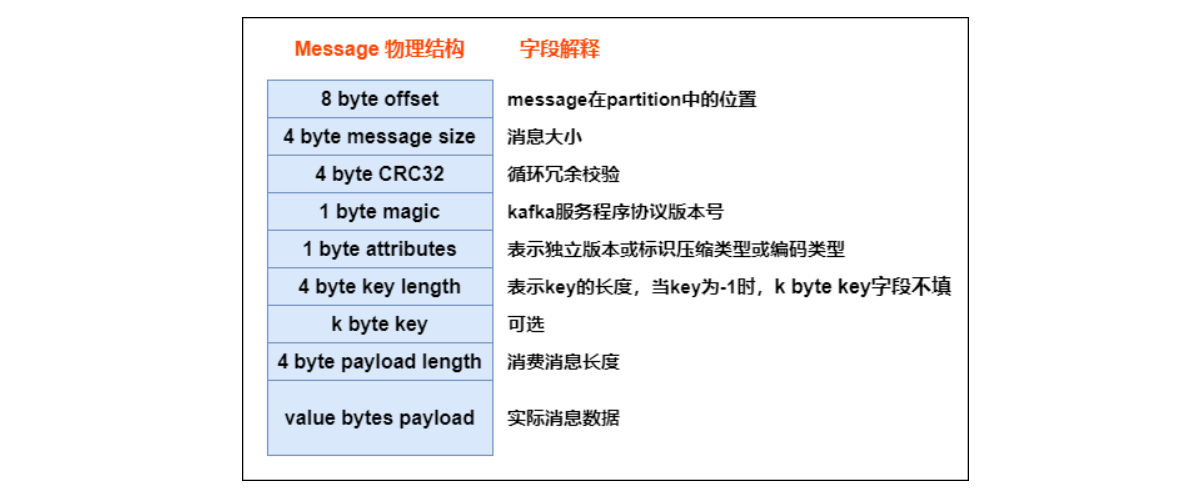 Message 物理结构 字段解释
8 byte offset message在partition中的位置
4 byte message size 消息大小
4 byte CRC32 循环冗余校验
1 byte magic kafka服务程序协议版本号
1 byte attributes 表示独立版本或标识压缩类型或编码类型
4 byte key length 表示key的长度，当key为-1时，k byte key字段不填
k byte key 可选
4 byte payload length 消费消息长度
value bytes payload 实际消息数据